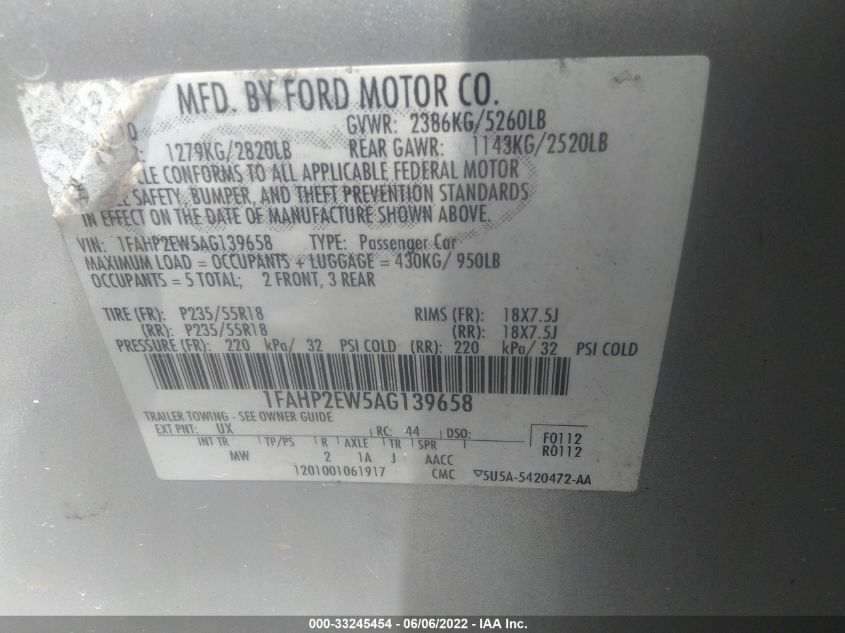 MFD. BY FORD MOTOR CO.
GVWR: 2386KG/5260LB
1279KG/2820LB REAR GAWR: 1143KG/2520LB
CLE CONFORMS TO ALL APPLICABLE FEDERAL MOTOR
SAFETY, BUMPER, AND THEFT PREVENTION STANDARDS
IN EFFECT ON THE DATE OF MANUFACTURE SHOWN ABOVE.
VIN: 1FAHP2EW5AG139658 TYPE: Passenger Car
MAXIMUM LOAD = OCCUPANTS + LUGGAGE = 430KG/ 950LB
OCCUPANTS = 5 TOTAL; 2 FRONT, 3 REAR
TIRE (FR): P235/55R18 RIMS (FR): 18X7.5J
(RR): P235/55R18 (RR): 18X7.5J
PRESSURE (FR): 220 kPa/ 32 PSI COLD (RR): 220 kPa/ 32 PSI COLD
1FAHP2EW5AG139658
TRAILER TOWING - SEE OWNER GUIDE
EXT PNT: UX RC: 44 DSO: F0112
INT TR TP/PS R AXLE TR SPR R0112
MW 2 1A J AACC
1201001061917 CMC ▽5U5A-5420472-AA
000-33245454 - 06/06/2022 - IAA Inc.